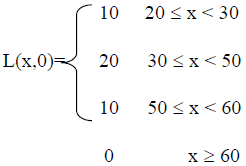 10 20 ≤ x < 30
L(x,0)= 20 30 ≤ x < 50
10 50 ≤ x < 60
0 x ≥ 60